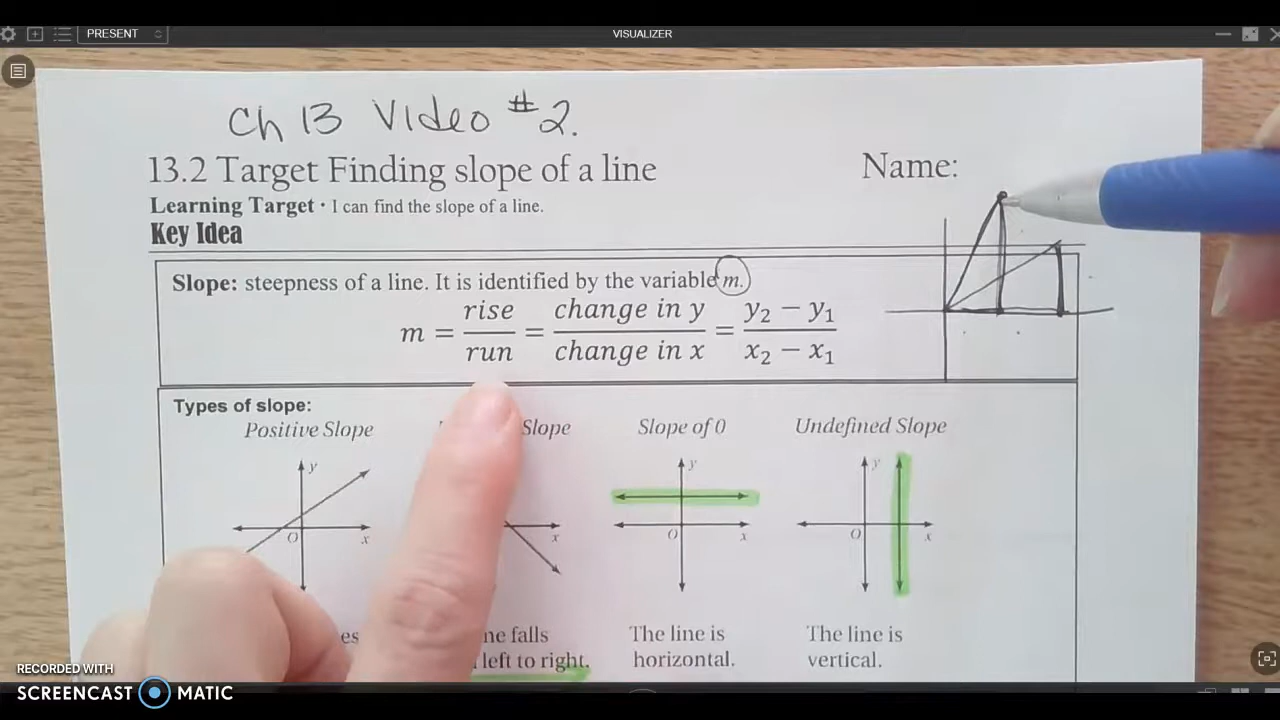 PRESENT
VISUALIZER
Ch 13 Video #2.
13.2 Target Finding slope of a line
Name:
Learning Target · I can find the slope of a line.
Key Idea
Slope: steepness of a line. It is identified by the variable m.
m = rise/run = change in y/change in x = y₂ − y₁/x₂ − x₁
Types of slope:
Positive Slope Slope Slope of 0 Undefined Slope
y y y
O x x O x O x
falls The line is The line is
left to right. horizontal. vertical.
RECORDED WITH
SCREENCAST MATIC